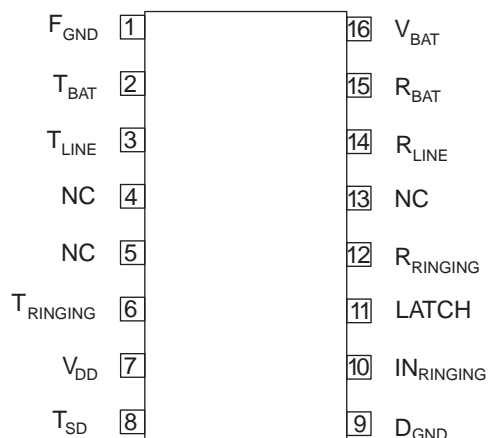 F_GND 1 16 V_BAT
T_BAT 2 15 R_BAT
T_LINE 3 14 R_LINE
NC 4 13 NC
NC 5 12 R_RINGING
T_RINGING 6 11 LATCH
V_DD 7 10 IN_RINGING
T_SD 8 9 D_GND